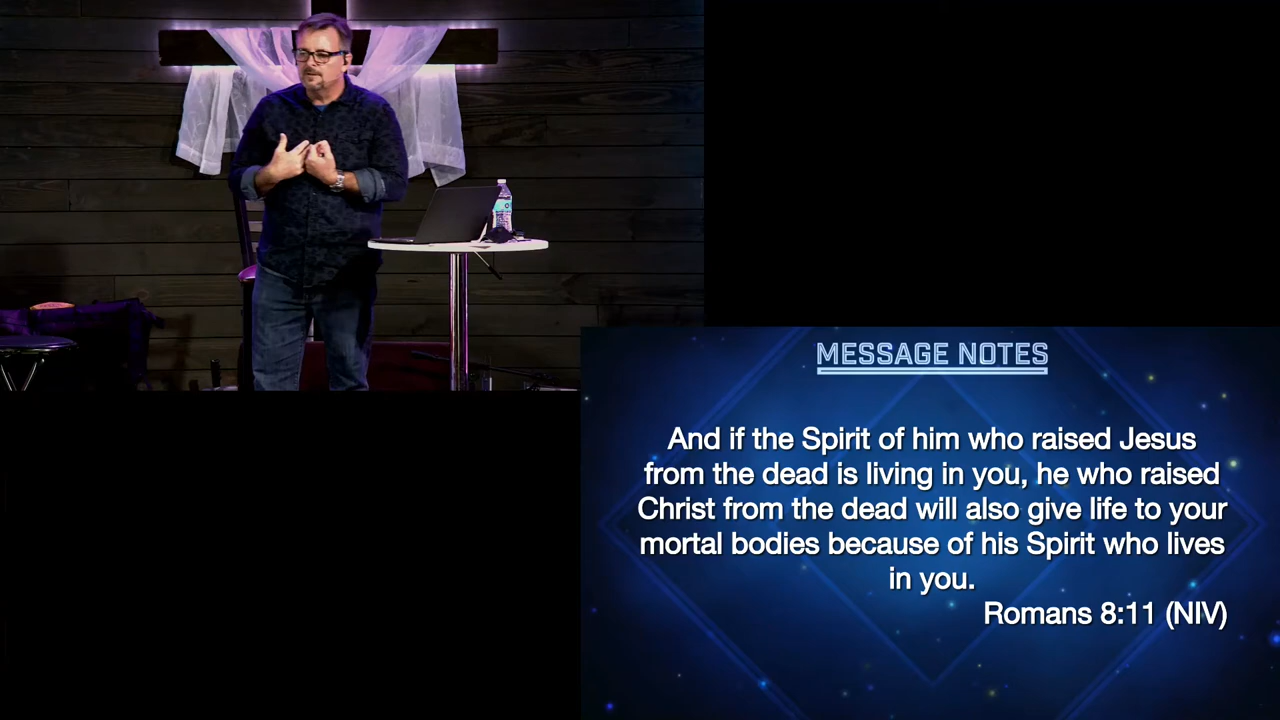 MESSAGE NOTES
And if the Spirit of him who raised Jesus
from the dead is living in you, he who raised
Christ from the dead will also give life to your
mortal bodies because of his Spirit who lives
in you.
Romans 8:11 (NIV)